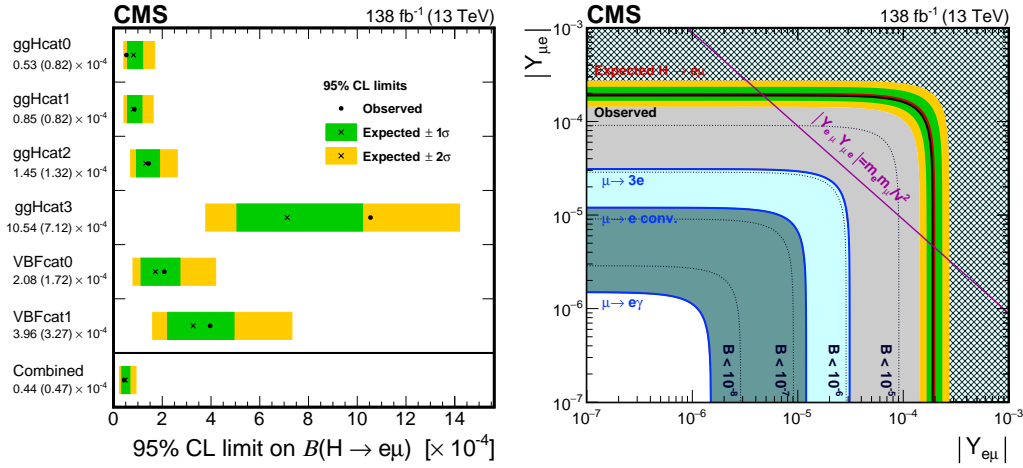 CMS 138 fb⁻¹ (13 TeV)
ggHcat0
0.53 (0.82) ×10⁻⁴
ggHcat1
0.85 (0.82) ×10⁻⁴
ggHcat2
1.45 (1.32) ×10⁻⁴
ggHcat3
10.54 (7.12) ×10⁻⁴
VBFcat0
2.08 (1.72) ×10⁻⁴
VBFcat1
3.96 (3.27) ×10⁻⁴
Combined
0.44 (0.47) ×10⁻⁴
95% CL limits
Observed
Expected ± 1σ
Expected ± 2σ
0 2 4 6 8 10 12 14
95% CL limit on B(H → eμ) [× 10⁻⁴]
CMS 138 fb⁻¹ (13 TeV)
|Y_μe|
10⁻³
10⁻⁴
10⁻⁵
10⁻⁶
10⁻⁷
Expected H → eμ
Observed
|Y_eμ Y_μe|=m_e m_μ/v²
μ→ 3e
μ→ e conv.
μ→ eγ
B < 10⁻⁸
B < 10⁻⁷
B < 10⁻⁶
B < 10⁻⁵
10⁻⁷ 10⁻⁶ 10⁻⁵ 10⁻⁴ 10⁻³
|Y_eμ|